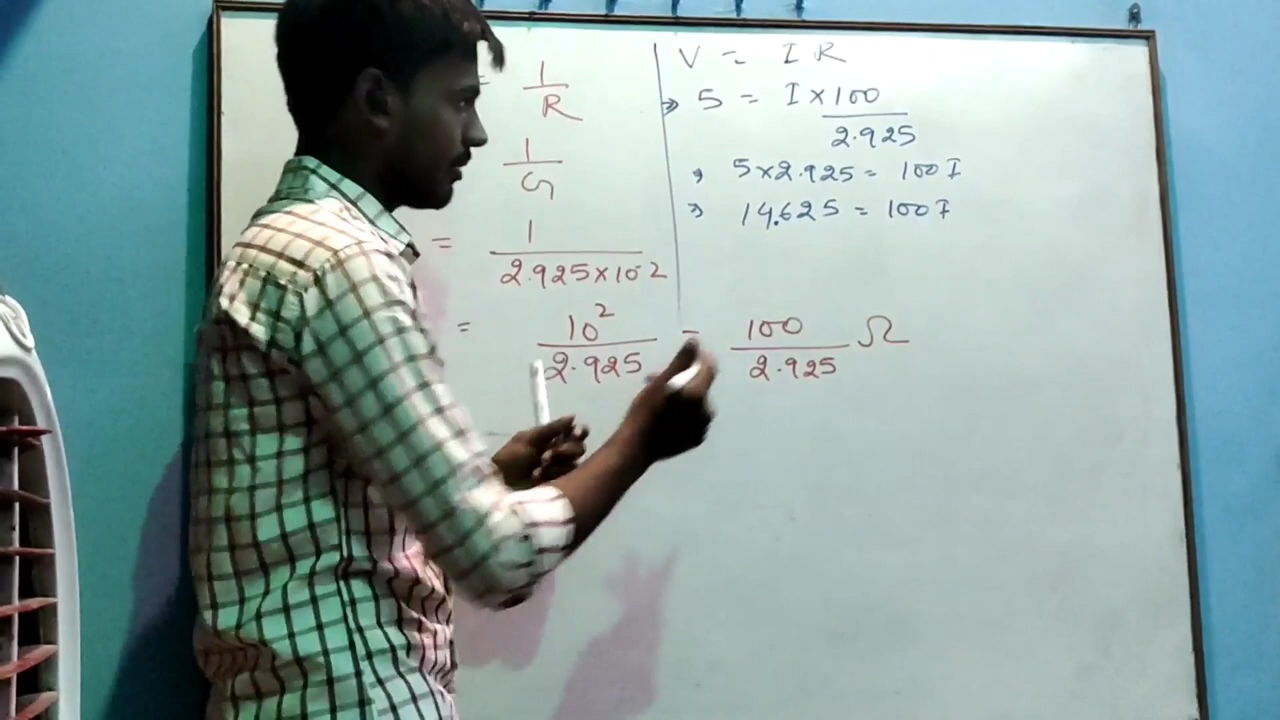 = 1/R
1/G
= 1/2.925×10-2
= 10²/2.925 = 100/2.925 Ω
V = IR
⇒ 5 = I×100/2.925
⇒ 5×2.925 = 100I
⇒ 14.625 = 100I